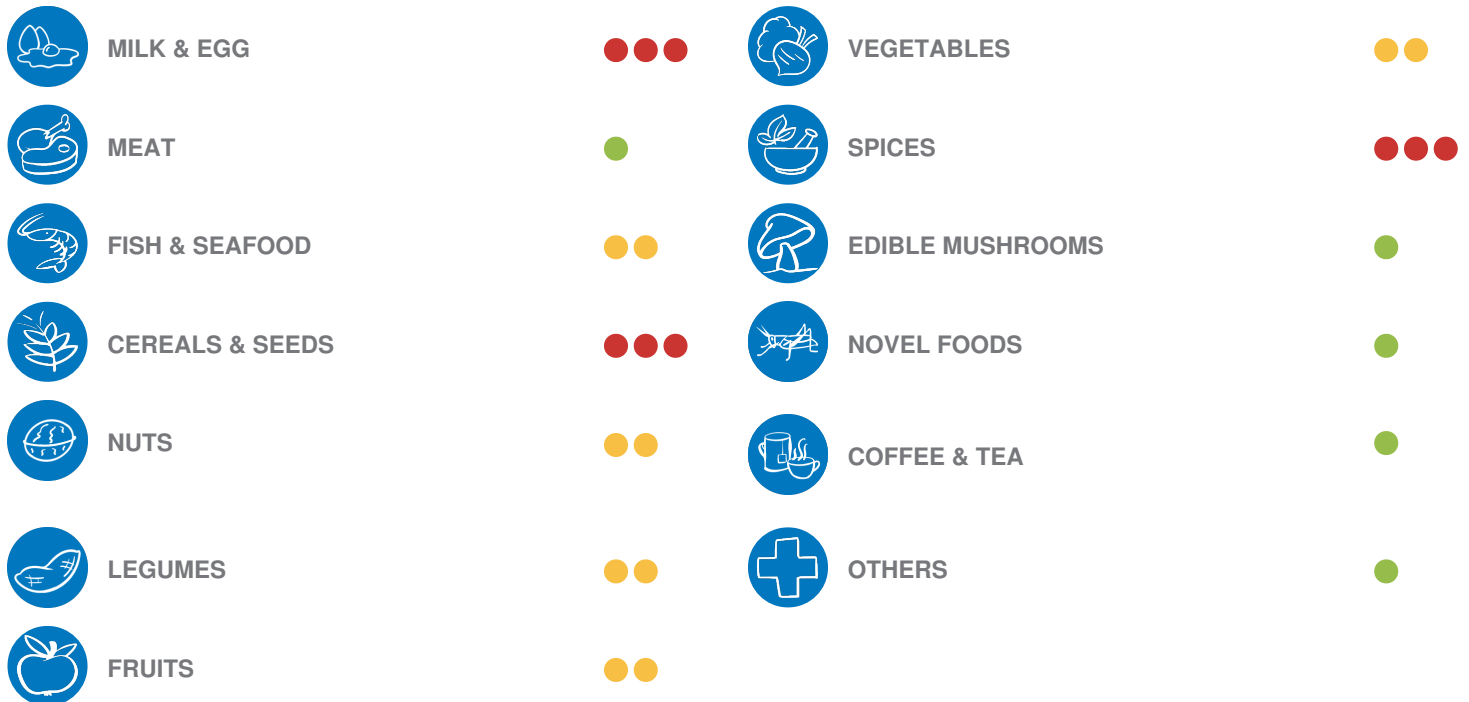 MILK & EGG
MEAT
FISH & SEAFOOD
CEREALS & SEEDS
NUTS
LEGUMES
FRUITS
VEGETABLES
SPICES
EDIBLE MUSHROOMS
NOVEL FOODS
COFFEE & TEA
OTHERS